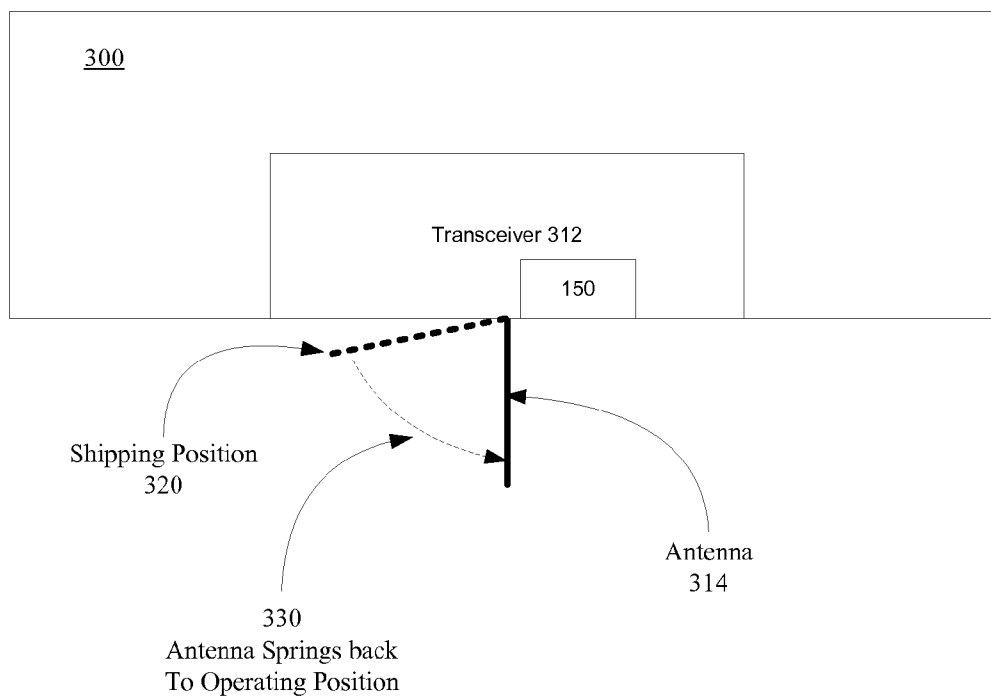 300
Transceiver 312
150
Shipping Position
320
Antenna
314
330
Antenna Springs back
To Operating Position